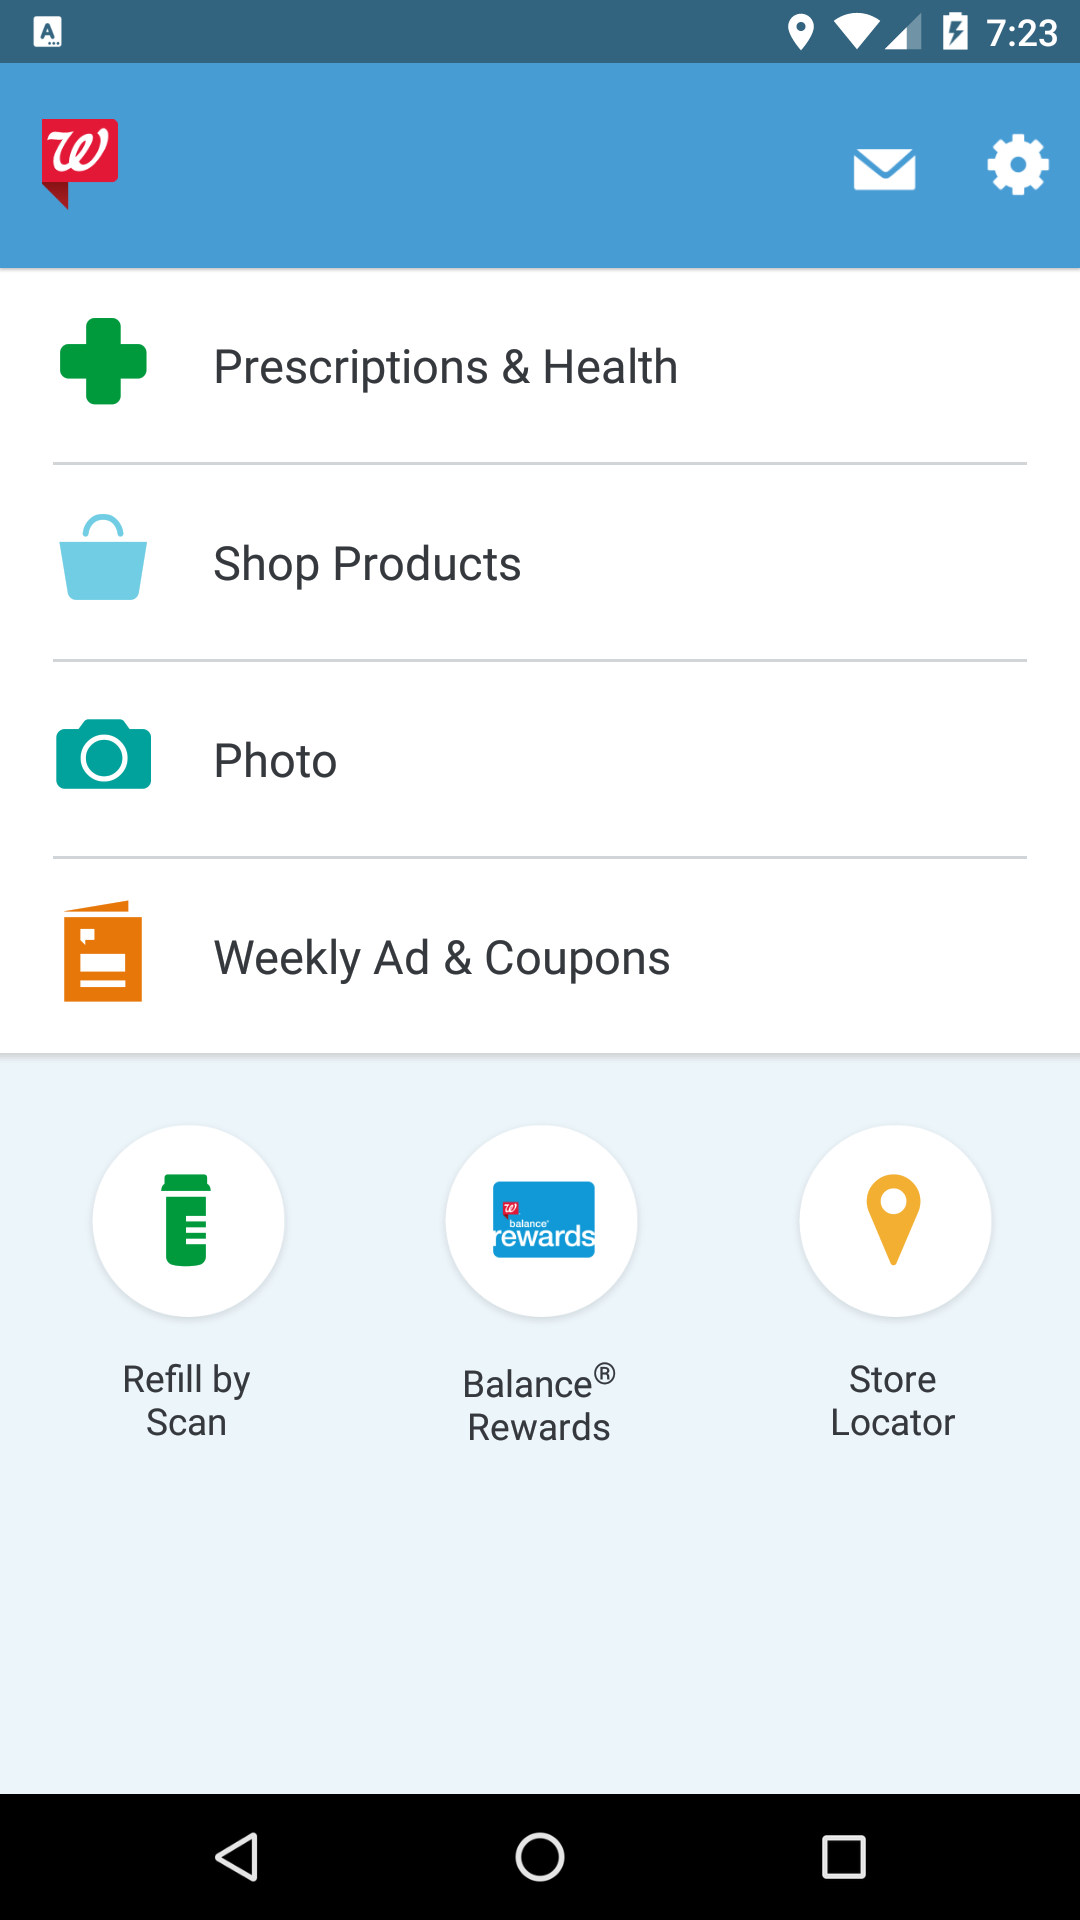 A
7:23
W
Prescriptions & Health
Shop Products
Photo
Weekly Ad & Coupons
W
balance®
rewards
Refill by
Scan
Balance®
Rewards
Store
Locator